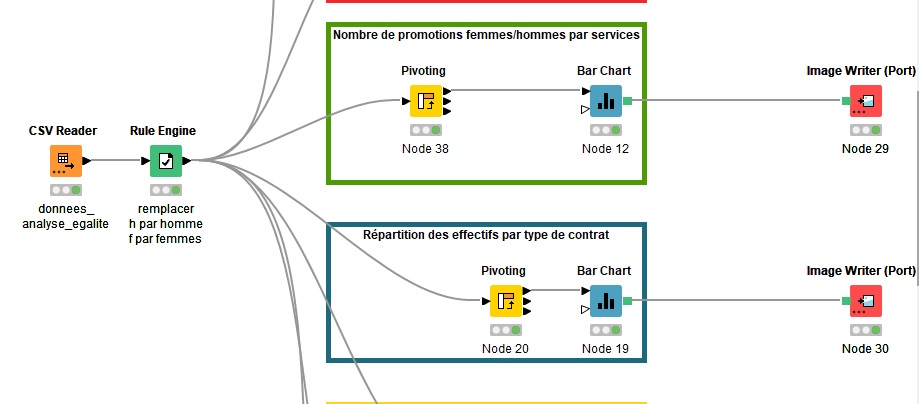 Nombre de promotions femmes/hommes par services
Pivoting
Bar Chart
Image Writer (Port)
Node 38
Node 12
Node 29
CSV Reader
Rule Engine
donnees_
analyse_egalite
remplacer
h par homme
f par femmes
Répartition des effectifs par type de contrat
Pivoting
Bar Chart
Image Writer (Port)
Node 20
Node 19
Node 30